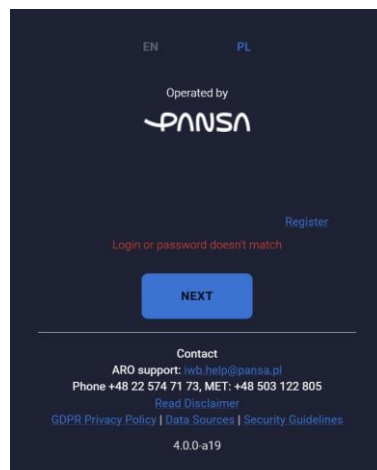 EN PL
Operated by
PANSA
Register
Login or password doesn't match
NEXT
Contact
ARO support: iwb.help@pansa.pl
Phone +48 22 574 71 73, MET: +48 503 122 805
Read Disclaimer
GDPR Privacy Policy | Data Sources | Security Guidelines
4.0.0-a19